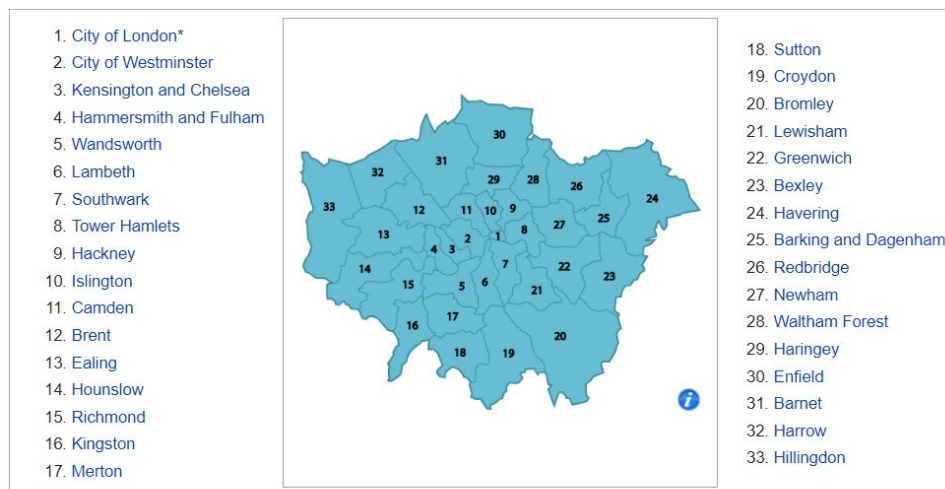 1. City of London*
2. City of Westminster
3. Kensington and Chelsea
4. Hammersmith and Fulham
5. Wandsworth
6. Lambeth
7. Southwark
8. Tower Hamlets
9. Hackney
10. Islington
11. Camden
12. Brent
13. Ealing
14. Hounslow
15. Richmond
16. Kingston
17. Merton
30
31
32
29
28
26
33
24
12
11
10
9
25
27
13
8
1
2
4
3
7
14
22
23
15
5
6
21
16
17
20
18
19
i
18. Sutton
19. Croydon
20. Bromley
21. Lewisham
22. Greenwich
23. Bexley
24. Havering
25. Barking and Dagenham
26. Redbridge
27. Newham
28. Waltham Forest
29. Haringey
30. Enfield
31. Barnet
32. Harrow
33. Hillingdon